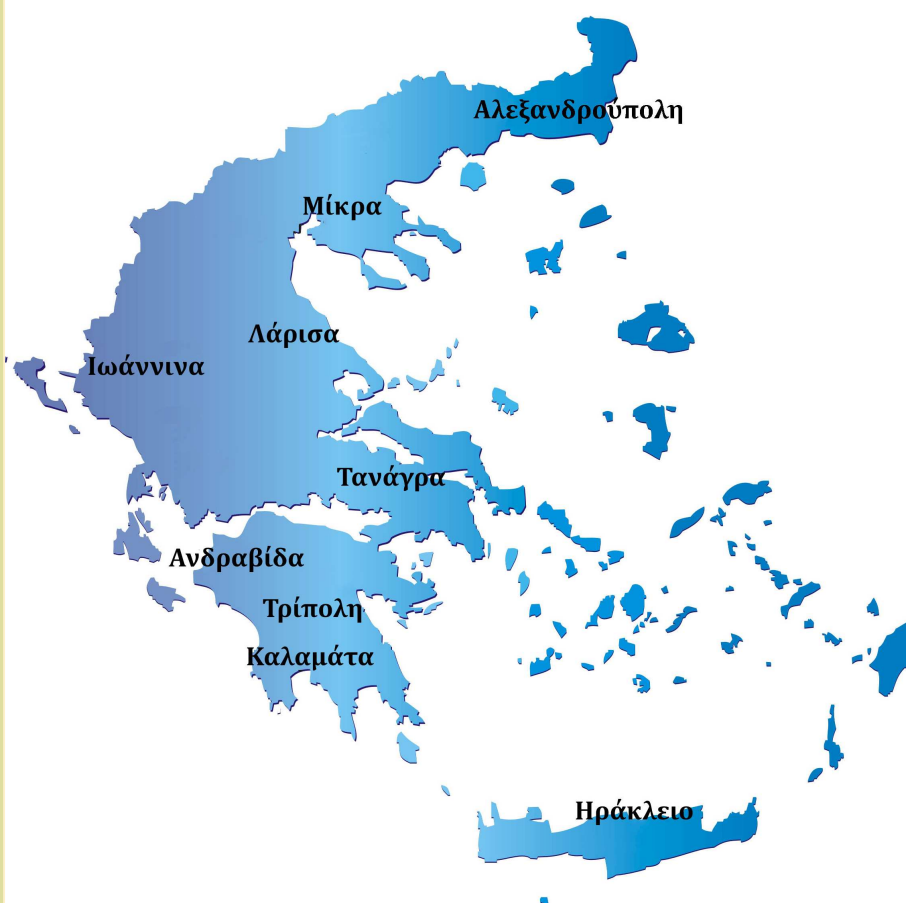 Αλεξανδρούπολη
Μίκρα
Λάρισα
Ιωάννινα
Τανάγρα
Ανδραβίδα
Τρίπολη
Καλαμάτα
Ηράκλειο